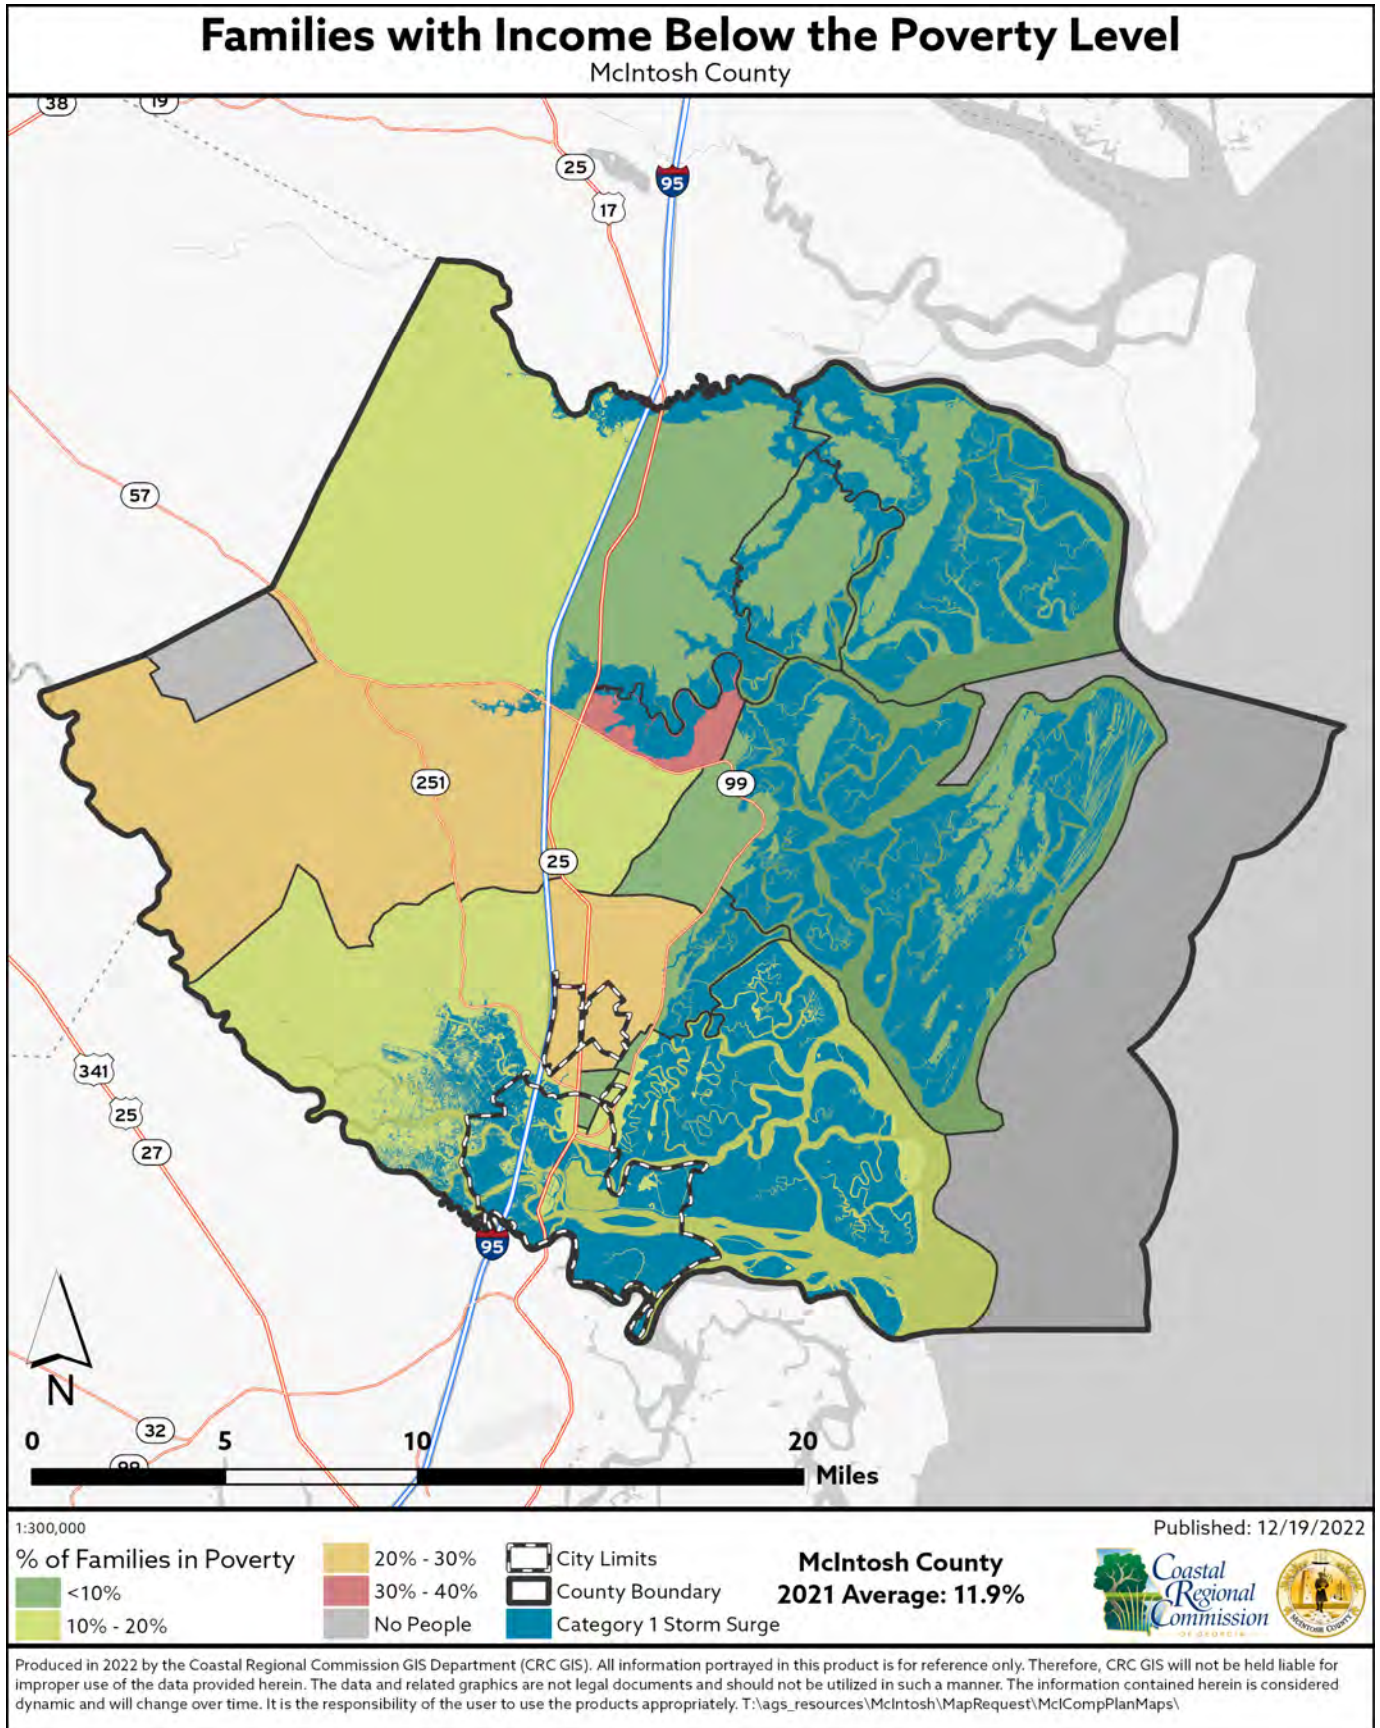 Families with Income Below the Poverty Level
McIntosh County
38
19
25
95
17
57
251
99
25
341
25
27
95
N
32
99
0 5 10 20
Miles
1:300,000
Published: 12/19/2022
% of Families in Poverty
<10%
10% - 20%
20% - 30%
30% - 40%
No People
City Limits
County Boundary
Category 1 Storm Surge
McIntosh County
2021 Average: 11.9%
Coastal
Regional
Commission
OF GEORGIA
McINTOSH COUNTY
Produced in 2022 by the Coastal Regional Commission GIS Department (CRC GIS). All information portrayed in this product is for reference only. Therefore, CRC GIS will not be held liable for
improper use of the data provided herein. The data and related graphics are not legal documents and should not be utilized in such a manner. The information contained herein is considered
dynamic and will change over time. It is the responsibility of the user to use the products appropriately. T:\ags_resources\McIntosh\MapRequest\McICompPlanMaps\